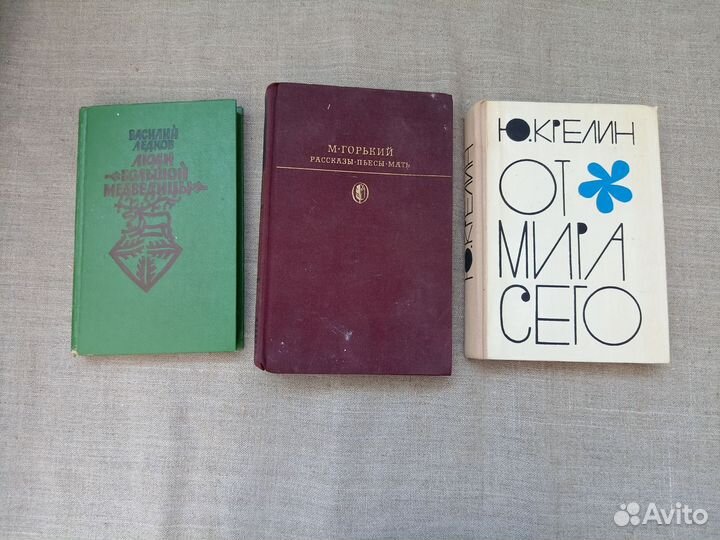 ВАСИЛИЙ
ЛЕДКОВ
ЛЮДИ
БОЛЬШОЙ
МЕДВЕДИЦЫ
М·ГОРЬКИЙ
РАССКАЗЫ·ПЬЕСЫ·МАТЬ
Ю.КРЕЛИН
Ю.КРЕЛИН
ОТ
МИРА
СЕГО
Avito